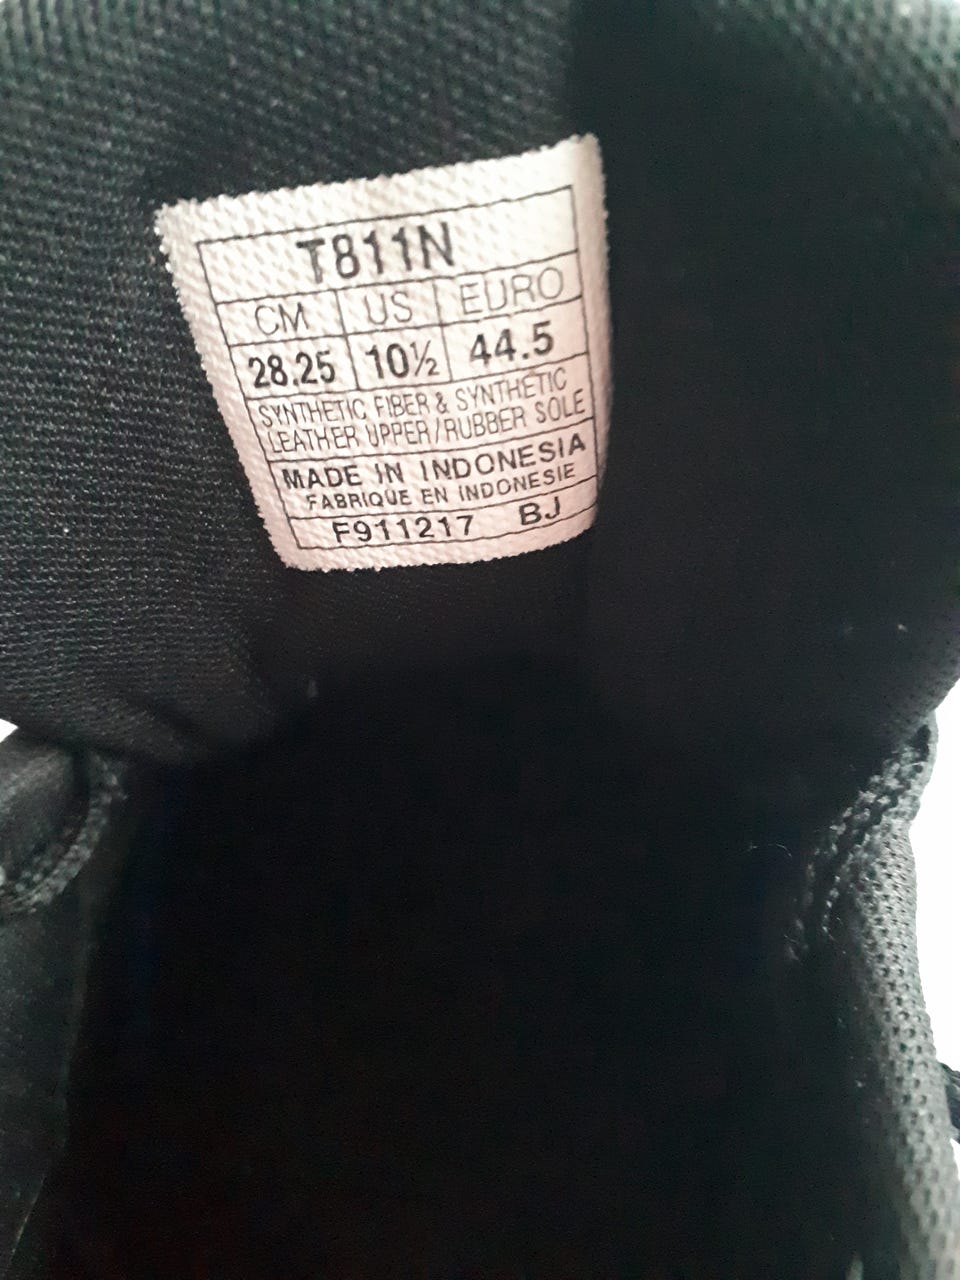 T811N
CM US EURO
28.25 10½ 44.5
SYNTHETIC FIBER & SYNTHETIC
LEATHER UPPER/RUBBER SOLE
MADE IN INDONESIA
FABRIQUE EN INDONESIE
F911217 BJ